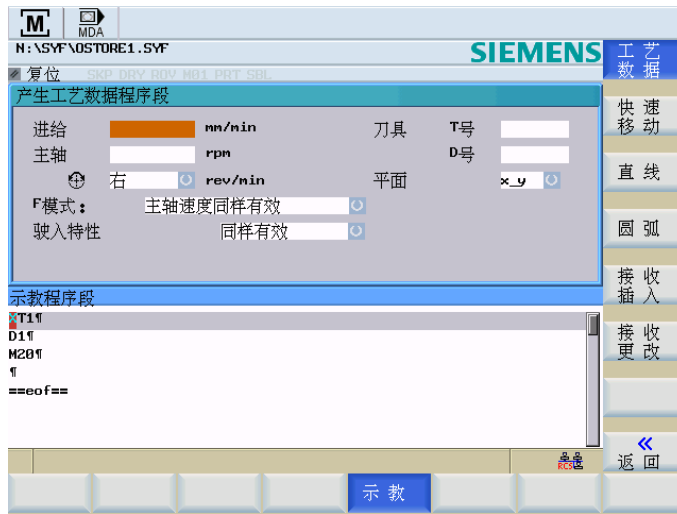 M
MDA
N:\SYF\OSTORE1.SYF
SIEMENS
复位 SKP DRY ROV M01 PRT SBL
产生工艺数据程序段
进给 mm/min 刀具 T号
主轴 rpm D号
右 rev/min 平面 x_y
F模式: 主轴速度同样有效
驶入特性 同样有效
示教程序段
T1¶
D1¶
M20¶
¶
==eof==
RCS
示教
工艺
数据
快速
移动
直线
圆弧
接收
插入
接收
更改
«
返回